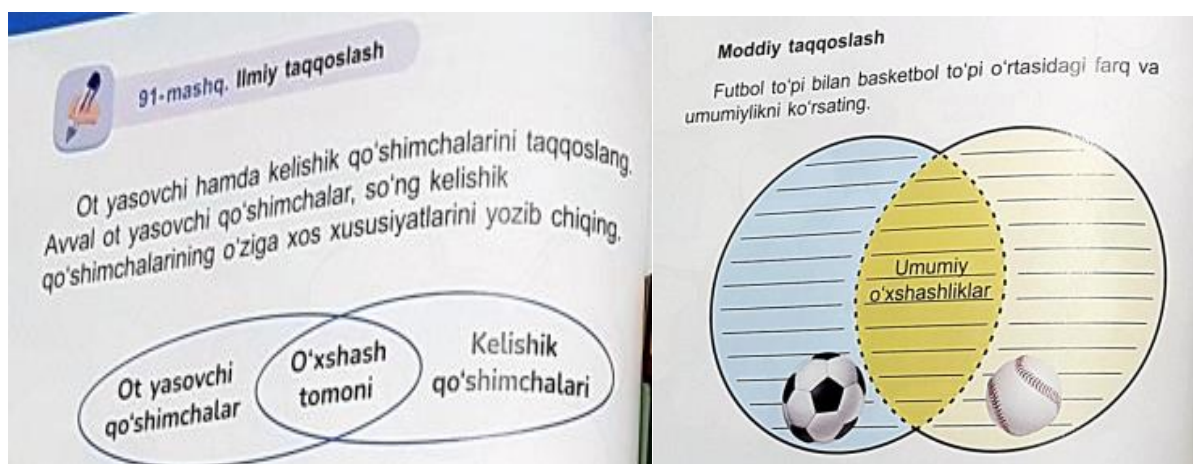 91-mashq. Ilmiy taqqoslash
Ot yasovchi hamda kelishik qo‘shimchalarini taqqoslang.
Avval ot yasovchi qo‘shimchalar, so‘ng kelishik
qo‘shimchalarining o‘ziga xos xususiyatlarini yozib chiqing.
Ot yasovchi
qo‘shimchalar
O‘xshash
tomoni
Kelishik
qo‘shimchalari
Moddiy taqqoslash
Futbol to‘pi bilan basketbol to‘pi o‘rtasidagi farq va
umumiylikni ko‘rsating.
Umumiy
o‘xshashliklar